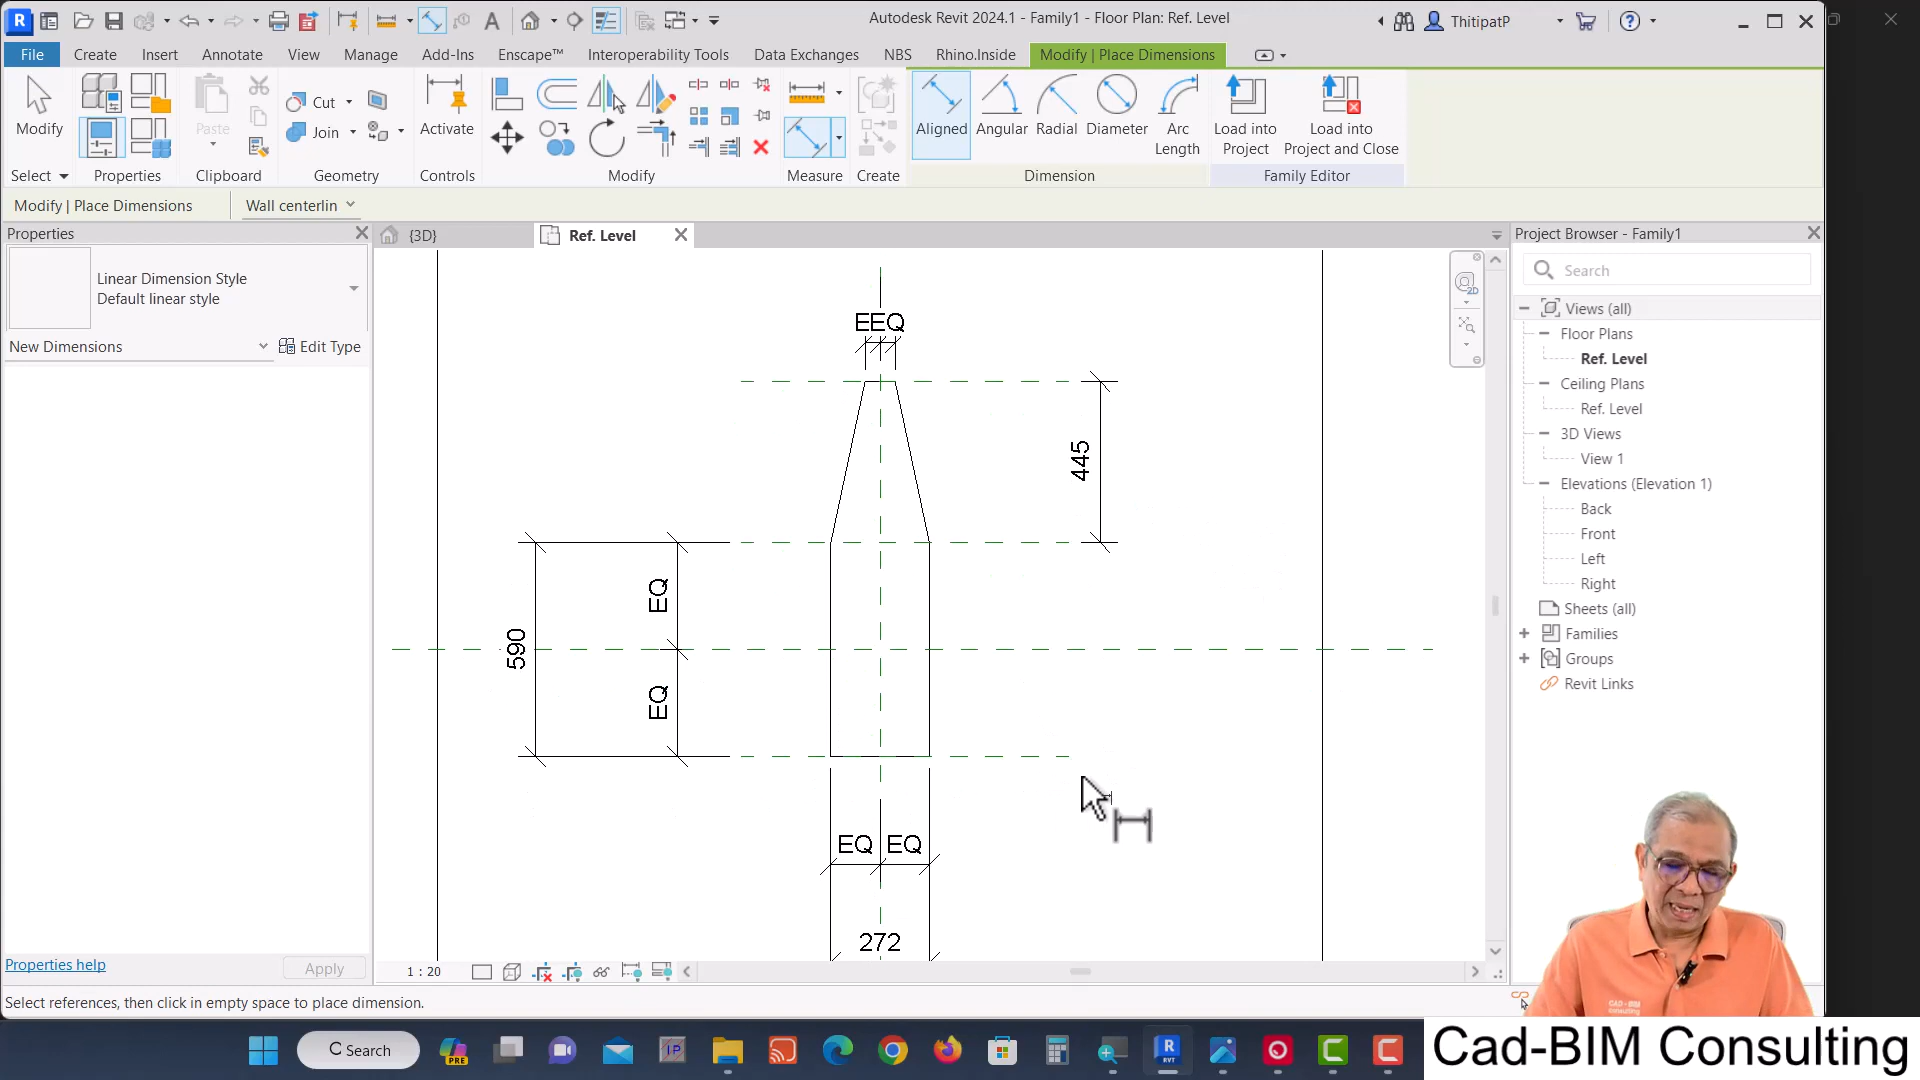 Autodesk Revit 2024.1 - Family1 - Floor Plan: Ref. Level
ThitipatP
File Create Insert Annotate View Manage Add-Ins Enscape™ Interoperability Tools Data Exchanges NBS Rhino.Inside Modify | Place Dimensions
Modify Paste Cut Join Activate Aligned Angular Radial Diameter Arc Length Load into Project Load into Project and Close
Select Properties Clipboard Geometry Controls Modify Measure Create Dimension Family Editor
Modify | Place Dimensions Wall centerlin
Properties
{3D}
Ref. Level
Project Browser - Family1
Linear Dimension Style
Default linear style
New Dimensions
Edit Type
Search
Views (all)
Floor Plans
Ref. Level
Ceiling Plans
Ref. Level
3D Views
View 1
Elevations (Elevation 1)
Back
Front
Left
Right
Sheets (all)
Families
Groups
Revit Links
2D
EEQ
445
EQ
590
EQ
EQ EQ
272
Properties help
Apply
1 : 20
Select references, then click in empty space to place dimension.
Search
PRE
IP
RVT
CAD - BIM
consulting
Cad-BIM Consulting